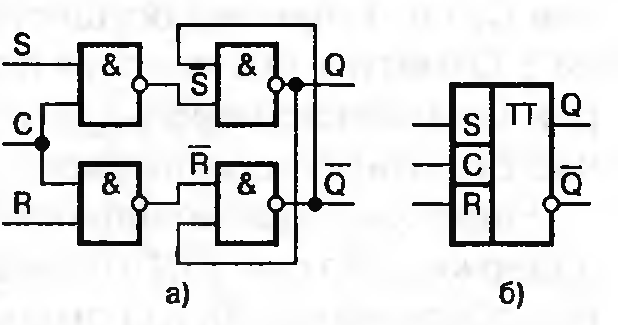 S & S̅ & Q
C
R & R̅ & Q̅
а)
S TT Q
C
R Q̅
б)